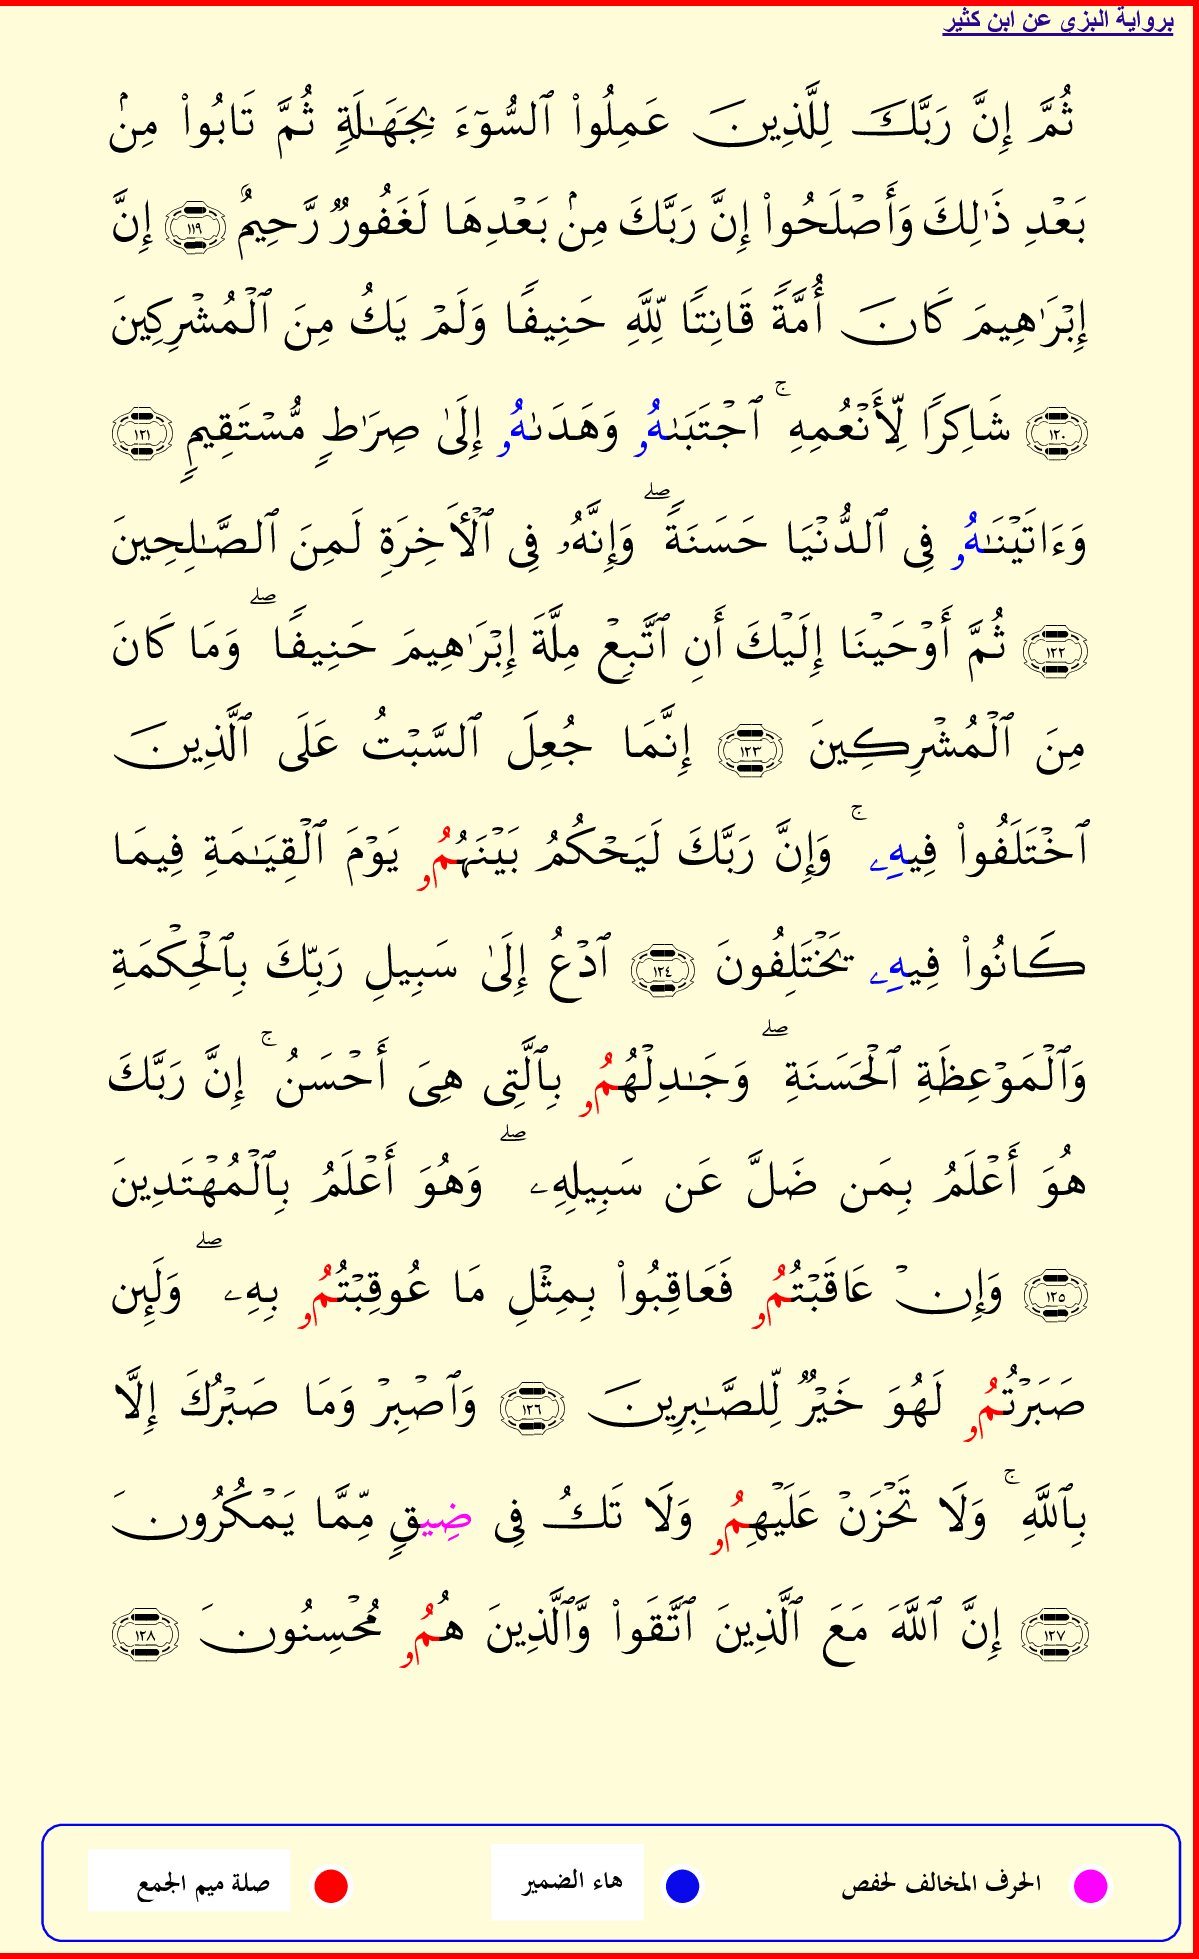 برواية البزى عن ابن كثير
ثُمَّ إِنَّ رَبَّكَ لِلَّذِينَ عَمِلُواْ ٱلسُّوٓءَ بِجَهَٰلَةٖ ثُمَّ تَابُواْ مِنۢ
بَعۡدِ ذَٰلِكَ وَأَصۡلَحُواْ إِنَّ رَبَّكَ مِنۢ بَعۡدِهَا لَغَفُورٞ رَّحِيمٌ ١١٩ إِنَّ
إِبۡرَٰهِيمَ كَانَ أُمَّةٗ قَانِتٗا لِّلَّهِ حَنِيفٗا وَلَمۡ يَكُ مِنَ ٱلۡمُشۡرِكِينَ
١٢٠ شَاكِرٗا لِّأَنۡعُمِهِۚ ٱجۡتَبَىٰهُۥ وَهَدَىٰهُۥ إِلَىٰ صِرَٰطٖ مُّسۡتَقِيمٖ ١٢١
وَءَاتَيۡنَٰهُۥ فِي ٱلدُّنۡيَا حَسَنَةٗۖ وَإِنَّهُۥ فِي ٱلۡأَخِرَةِ لَمِنَ ٱلصَّٰلِحِينَ
١٢٢ ثُمَّ أَوۡحَيۡنَا إِلَيۡكَ أَنِ ٱتَّبِعۡ مِلَّةَ إِبۡرَٰهِيمَ حَنِيفٗاۖ وَمَا كَانَ
مِنَ ٱلۡمُشۡرِكِينَ ١٢٣ إِنَّمَا جُعِلَ ٱلسَّبۡتُ عَلَى ٱلَّذِينَ
ٱخۡتَلَفُواْ فِيهِۦۚ وَإِنَّ رَبَّكَ لَيَحۡكُمُ بَيۡنَهُمُۥ يَوۡمَ ٱلۡقِيَٰمَةِ فِيمَا
كَانُواْ فِيهِۦ يَخۡتَلِفُونَ ١٢٤ ٱدۡعُ إِلَىٰ سَبِيلِ رَبِّكَ بِٱلۡحِكۡمَةِ
وَٱلۡمَوۡعِظَةِ ٱلۡحَسَنَةِۖ وَجَٰدِلۡهُمُۥ بِٱلَّتِي هِيَ أَحۡسَنُۚ إِنَّ رَبَّكَ
هُوَ أَعۡلَمُ بِمَن ضَلَّ عَن سَبِيلِهِۦۖ وَهُوَ أَعۡلَمُ بِٱلۡمُهۡتَدِينَ
١٢٥ وَإِنۡ عَاقَبۡتُمُۥ فَعَاقِبُواْ بِمِثۡلِ مَا عُوقِبۡتُمُۥ بِهِۦۖ وَلَئِن
صَبَرۡتُمُۥ لَهُوَ خَيۡرٞ لِّلصَّٰبِرِينَ ١٢٦ وَٱصۡبِرۡ وَمَا صَبۡرُكَ إِلَّا
بِٱللَّهِۚ وَلَا تَحۡزَنۡ عَلَيۡهِمُۥ وَلَا تَكُ فِي ضِيقٖ مِّمَّا يَمۡكُرُونَ
١٢٧ إِنَّ ٱللَّهَ مَعَ ٱلَّذِينَ ٱتَّقَواْ وَّٱلَّذِينَ هُمُۥ مُحۡسِنُونَ ١٢٨
الحرف المخالف لحفص
هاء الضمير
صلة ميم الجمع